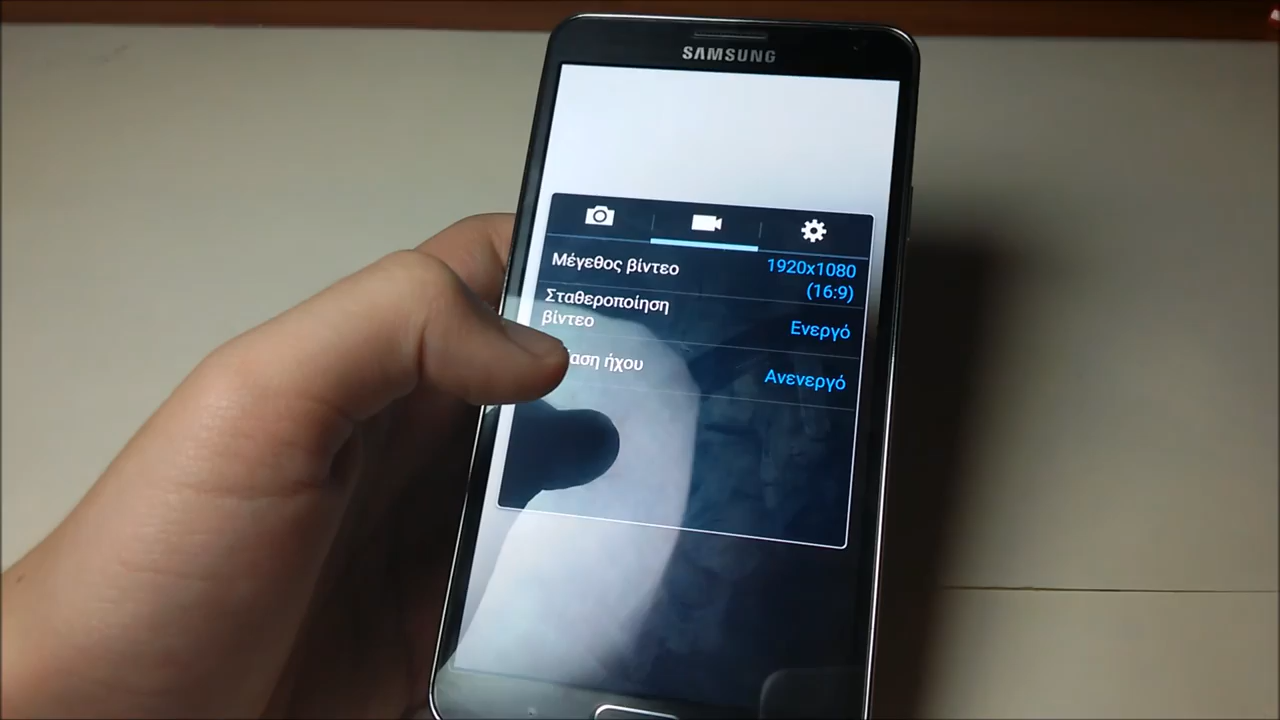 SAMSUNG
Μέγεθος βίντεο
1920x1080
(16:9)
Σταθεροποίηση
βίντεο
Ενεργό
ήχου
Ανενεργό